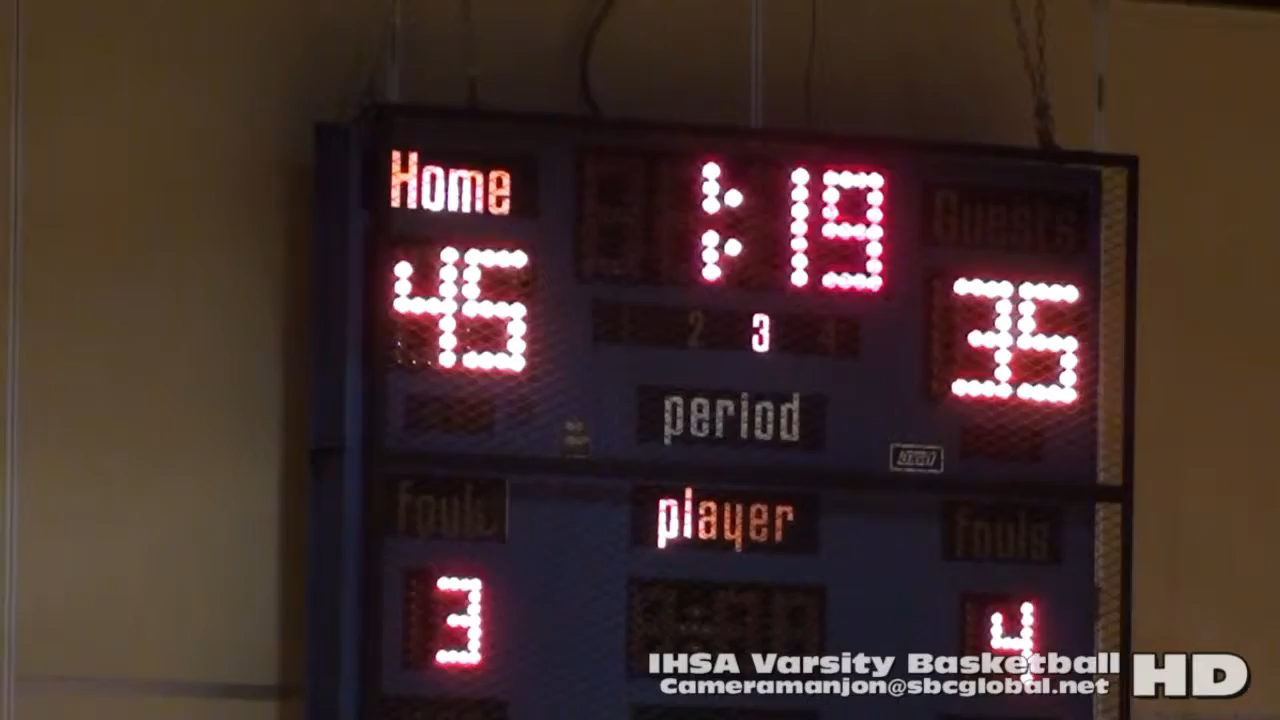 Home
1:19
Guests
45
1 2 3 4
35
period
Fouls
player
Fouls
3
4
IHSA Varsity Basketball HD
Cameramanjon@sbcglobal.net